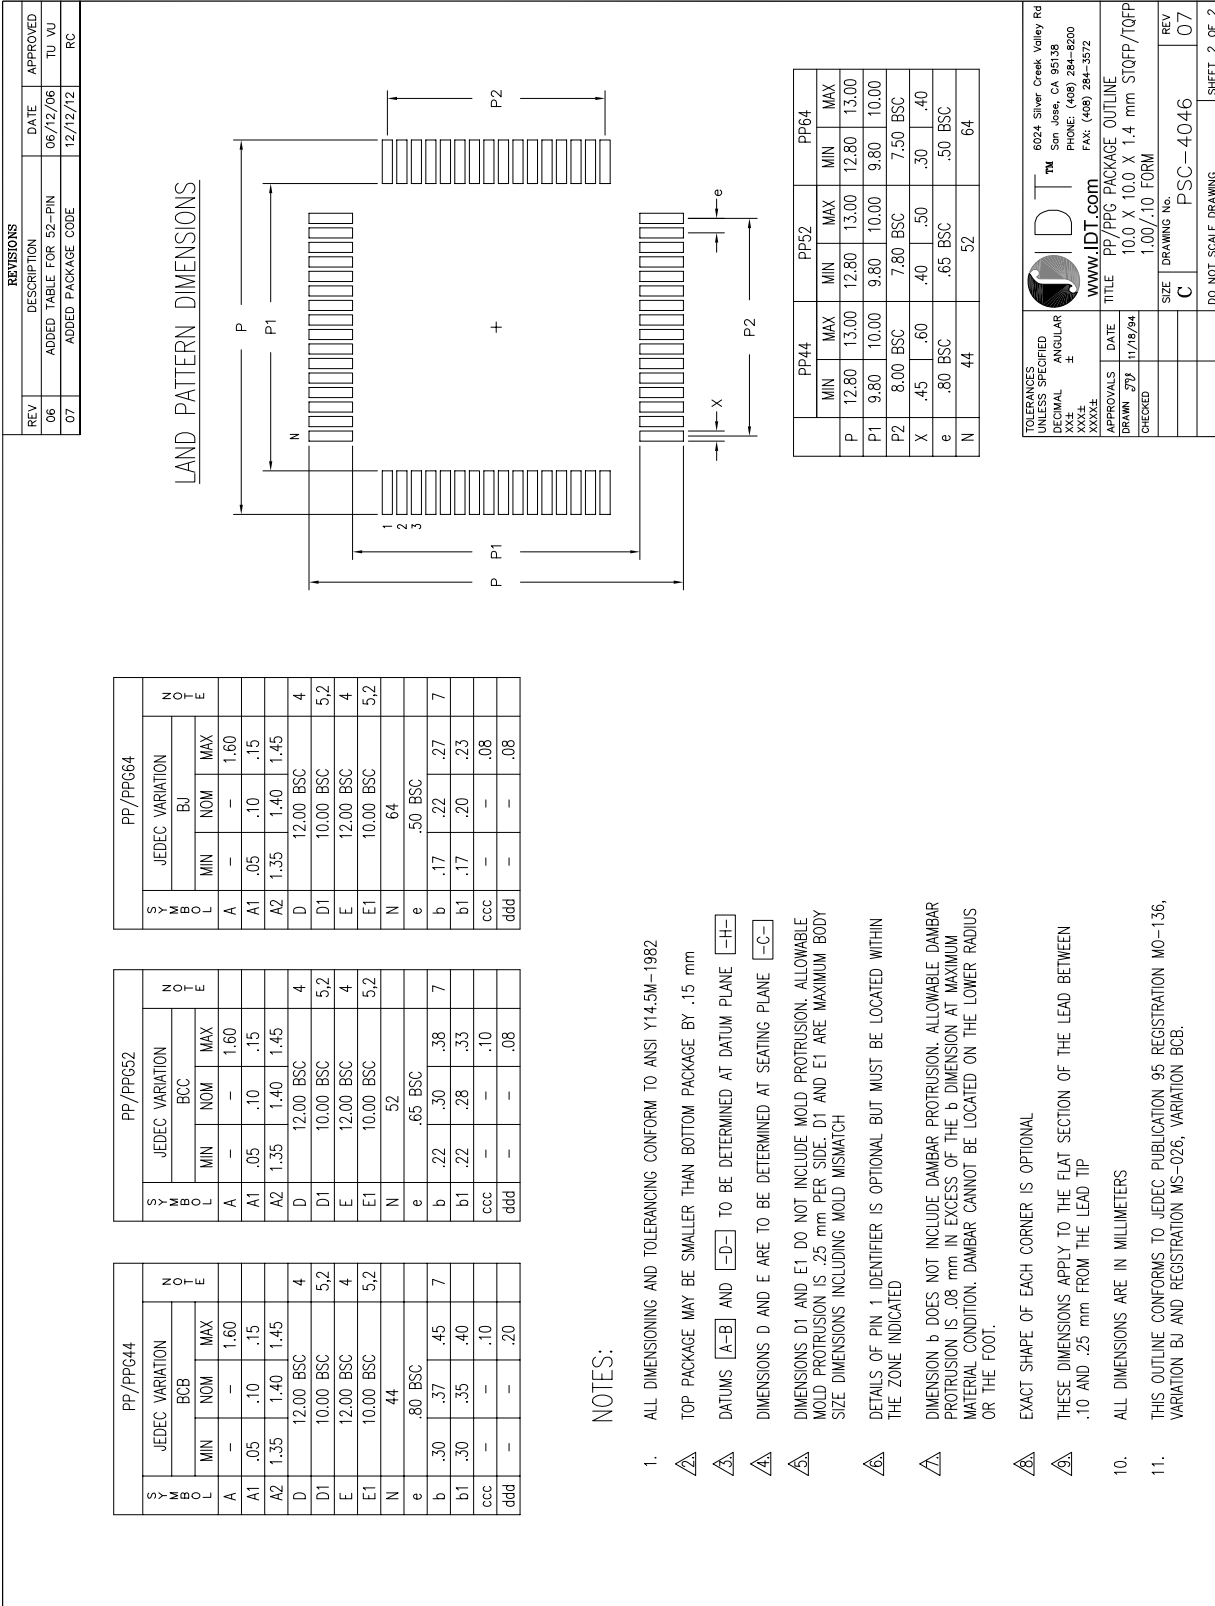 REVISIONS
REV DESCRIPTION DATE APPROVED
06 ADDED TABLE FOR 52-PIN 06/12/06 TU VU
07 ADDED PACKAGE CODE 12/12/12 RC
PP/PPG44
SYMBOL JEDEC VARIATION NOTE
BCB
MIN NOM MAX
A – – 1.60
A1 .05 .10 .15
A2 1.35 1.40 1.45
D 12.00 BSC 4
D1 10.00 BSC 5,2
E 12.00 BSC 4
E1 10.00 BSC 5,2
N 44
e .80 BSC
b .30 .37 .45 7
b1 .30 .35 .40
ccc – – .10
ddd – – .20
PP/PPG52
SYMBOL JEDEC VARIATION NOTE
BCC
MIN NOM MAX
A – – 1.60
A1 .05 .10 .15
A2 1.35 1.40 1.45
D 12.00 BSC 4
D1 10.00 BSC 5,2
E 12.00 BSC 4
E1 10.00 BSC 5,2
N 52
e .65 BSC
b .22 .30 .38 7
b1 .22 .28 .33
ccc – – .10
ddd – – .08
PP/PPG64
SYMBOL JEDEC VARIATION NOTE
BJ
MIN NOM MAX
A – – 1.60
A1 .05 .10 .15
A2 1.35 1.40 1.45
D 12.00 BSC 4
D1 10.00 BSC 5,2
E 12.00 BSC 4
E1 10.00 BSC 5,2
N 64
e .50 BSC
b .17 .22 .27 7
b1 .17 .20 .23
ccc – – .08
ddd – – .08
LAND PATTERN DIMENSIONS
P
P1
N
1
2
3
P
P1
P2
X
P2
e
PP44 PP52 PP64
MIN MAX MIN MAX MIN MAX
P 12.80 13.00 12.80 13.00 12.80 13.00
P1 9.80 10.00 9.80 10.00 9.80 10.00
P2 8.00 BSC 7.80 BSC 7.50 BSC
X .45 .60 .40 .50 .30 .40
e .80 BSC .65 BSC .50 BSC
N 44 52 64
NOTES:
1. ALL DIMENSIONING AND TOLERANCING CONFORM TO ANSI Y14.5M-1982
2. TOP PACKAGE MAY BE SMALLER THAN BOTTOM PACKAGE BY .15 mm
3. DATUMS A-B AND -D- TO BE DETERMINED AT DATUM PLANE -H-
4. DIMENSIONS D AND E ARE TO BE DETERMINED AT SEATING PLANE -C-
5. DIMENSIONS D1 AND E1 DO NOT INCLUDE MOLD PROTRUSION. ALLOWABLE
MOLD PROTRUSION IS .25 mm PER SIDE. D1 AND E1 ARE MAXIMUM BODY
SIZE DIMENSIONS INCLUDING MOLD MISMATCH
6. DETAILS OF PIN 1 IDENTIFIER IS OPTIONAL BUT MUST BE LOCATED WITHIN
THE ZONE INDICATED
7. DIMENSION b DOES NOT INCLUDE DAMBAR PROTRUSION. ALLOWABLE DAMBAR
PROTRUSION IS .08 mm IN EXCESS OF THE b DIMENSION AT MAXIMUM
MATERIAL CONDITION. DAMBAR CANNOT BE LOCATED ON THE LOWER RADIUS
OR THE FOOT.
8. EXACT SHAPE OF EACH CORNER IS OPTIONAL
9. THESE DIMENSIONS APPLY TO THE FLAT SECTION OF THE LEAD BETWEEN
.10 AND .25 mm FROM THE LEAD TIP
10. ALL DIMENSIONS ARE IN MILLIMETERS
11. THIS OUTLINE CONFORMS TO JEDEC PUBLICATION 95 REGISTRATION MO-136,
VARIATION BJ AND REGISTRATION MS-026, VARIATION BCB.
TOLERANCES
UNLESS SPECIFIED
DECIMAL ANGULAR
XX± ±
XXX±
XXXX±
APPROVALS DATE
DRAWN 11/18/94
CHECKED
IDT TM
www.IDT.com
6024 Silver Creek Valley Rd
San Jose, CA 95138
PHONE: (408) 284-8200
FAX: (408) 284-3572
TITLE PP/PPG PACKAGE OUTLINE
10.0 X 10.0 X 1.4 mm STQFP/TQFP
1.00/.10 FORM
SIZE DRAWING No. REV
C PSC-4046 07
DO NOT SCALE DRAWING SHEET 2 OF 2